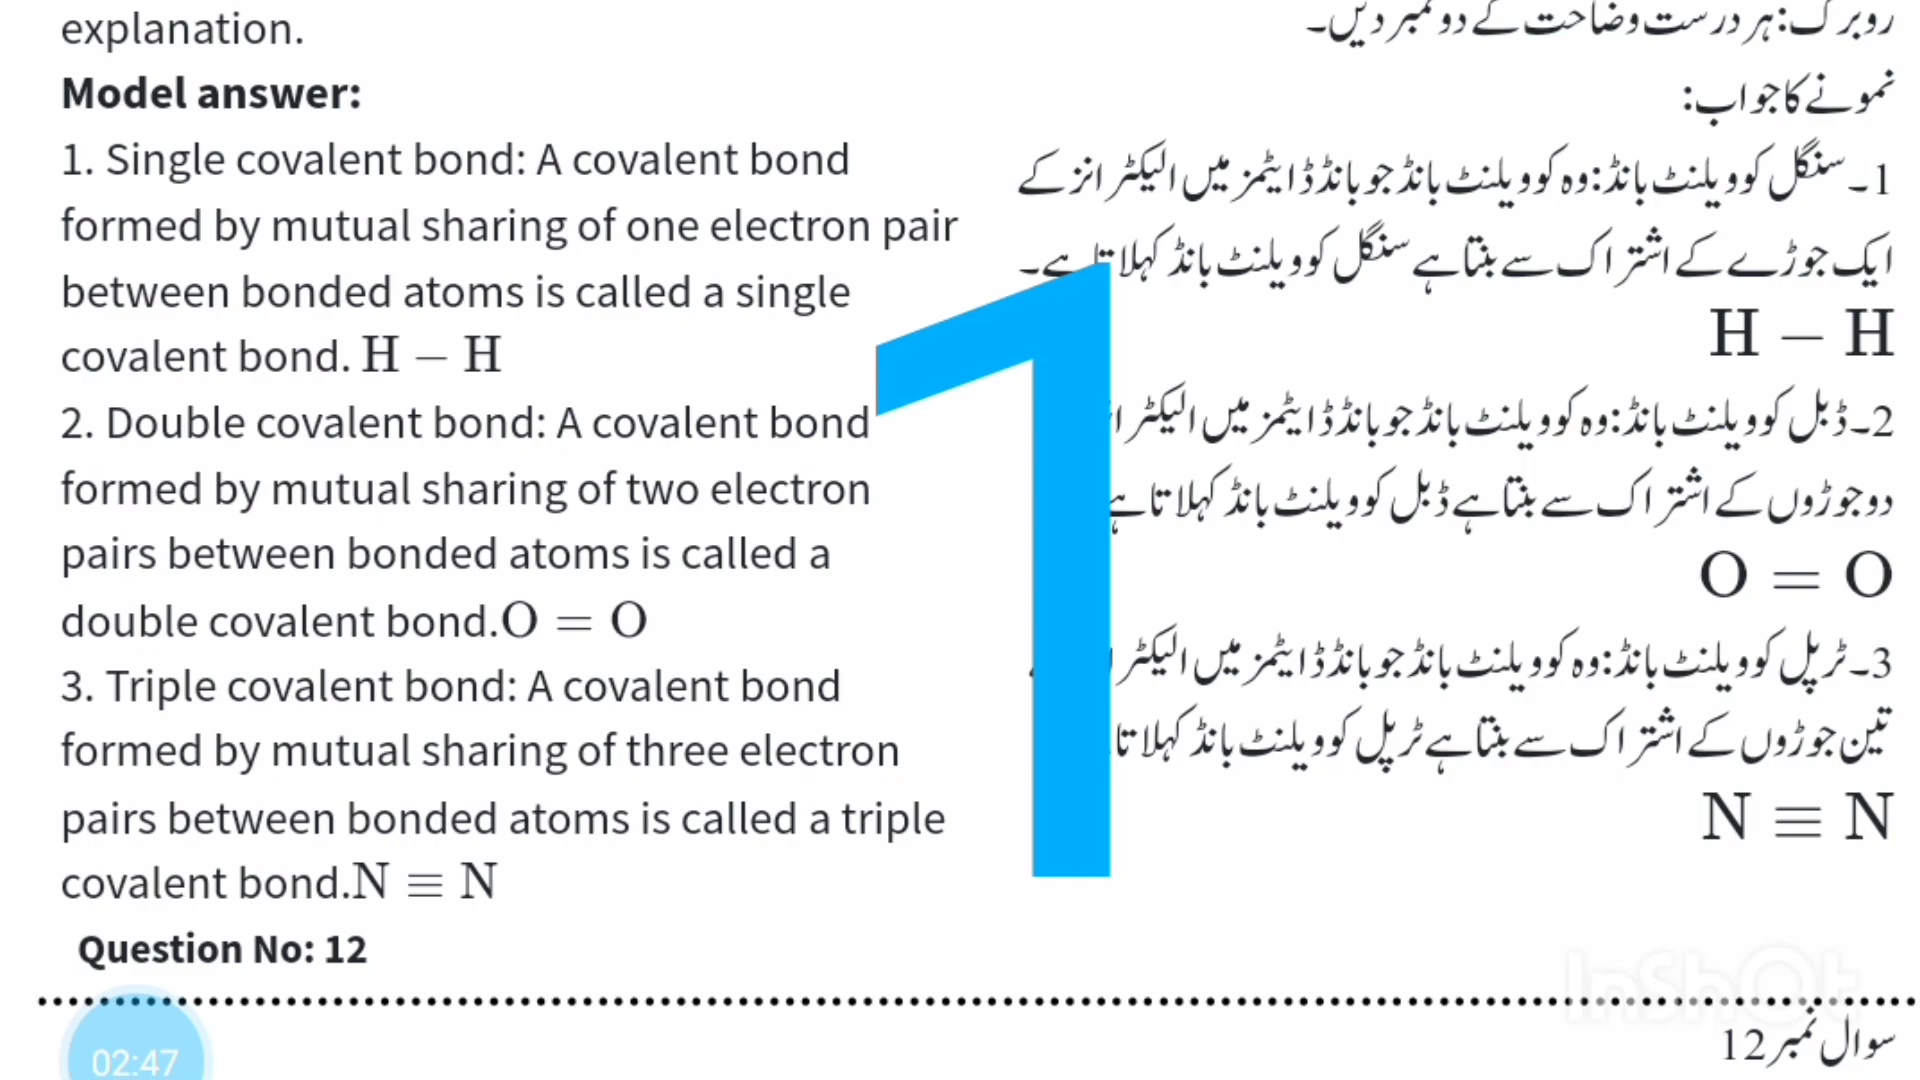 explanation.
Model answer:
1. Single covalent bond: A covalent bond
formed by mutual sharing of one electron pair
between bonded atoms is called a single
covalent bond. H − H
2. Double covalent bond: A covalent bond
formed by mutual sharing of two electron
pairs between bonded atoms is called a
double covalent bond.O = O
3. Triple covalent bond: A covalent bond
formed by mutual sharing of three electron
pairs between bonded atoms is called a triple
covalent bond.N ≡ N
Question No: 12
02:47
روبرک: ہر درست وضاحت کے دو نمبر دیں۔
نمونے کا جواب:
1۔ سنگل کوویلنٹ بانڈ: وہ کوویلنٹ بانڈ جو بانڈڈ ایٹمز میں الیکٹرانز کے
ایک جوڑے کے اشتراک سے بنتا ہے سنگل کوویلنٹ بانڈ کہلاتا ہے۔
H − H
2۔ ڈبل کوویلنٹ بانڈ: وہ کوویلنٹ بانڈ جو بانڈڈ ایٹمز میں
دو جوڑوں کے اشتراک سے بنتا ہے ڈبل کوویلنٹ بانڈ کہلاتا ہے
O = O
3۔ ٹرپل کوویلنٹ بانڈ: وہ کوویلنٹ بانڈ جو بانڈڈ ایٹمز میں
تین جوڑوں کے اشتراک سے بنتا ہے ٹرپل کوویلنٹ بانڈ کہلاتا
N ≡ N
سوال نمبر 12
1
InShOt